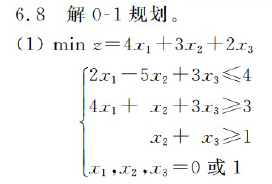 6.8 解 0-1 规划。
(1) min z=4x₁+3x₂+2x₃
2x₁-5x₂+3x₃≤4
4x₁+ x₂+3x₃≥3
x₂+ x₃≥1
x₁,x₂,x₃=0 或 1